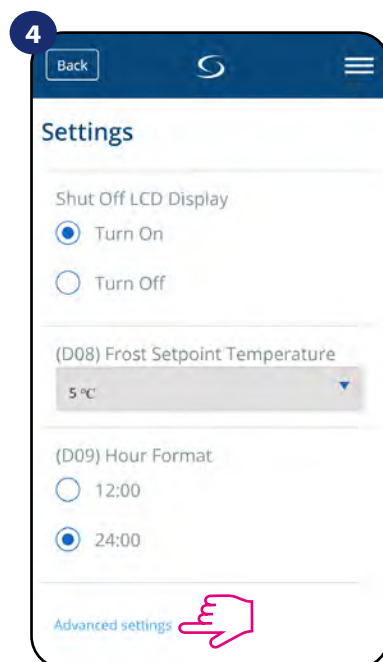 4
Back
Settings
Shut Off LCD Display
Turn On
Turn Off
(D08) Frost Setpoint Temperature
5 °C
(D09) Hour Format
12:00
24:00
Advanced settings